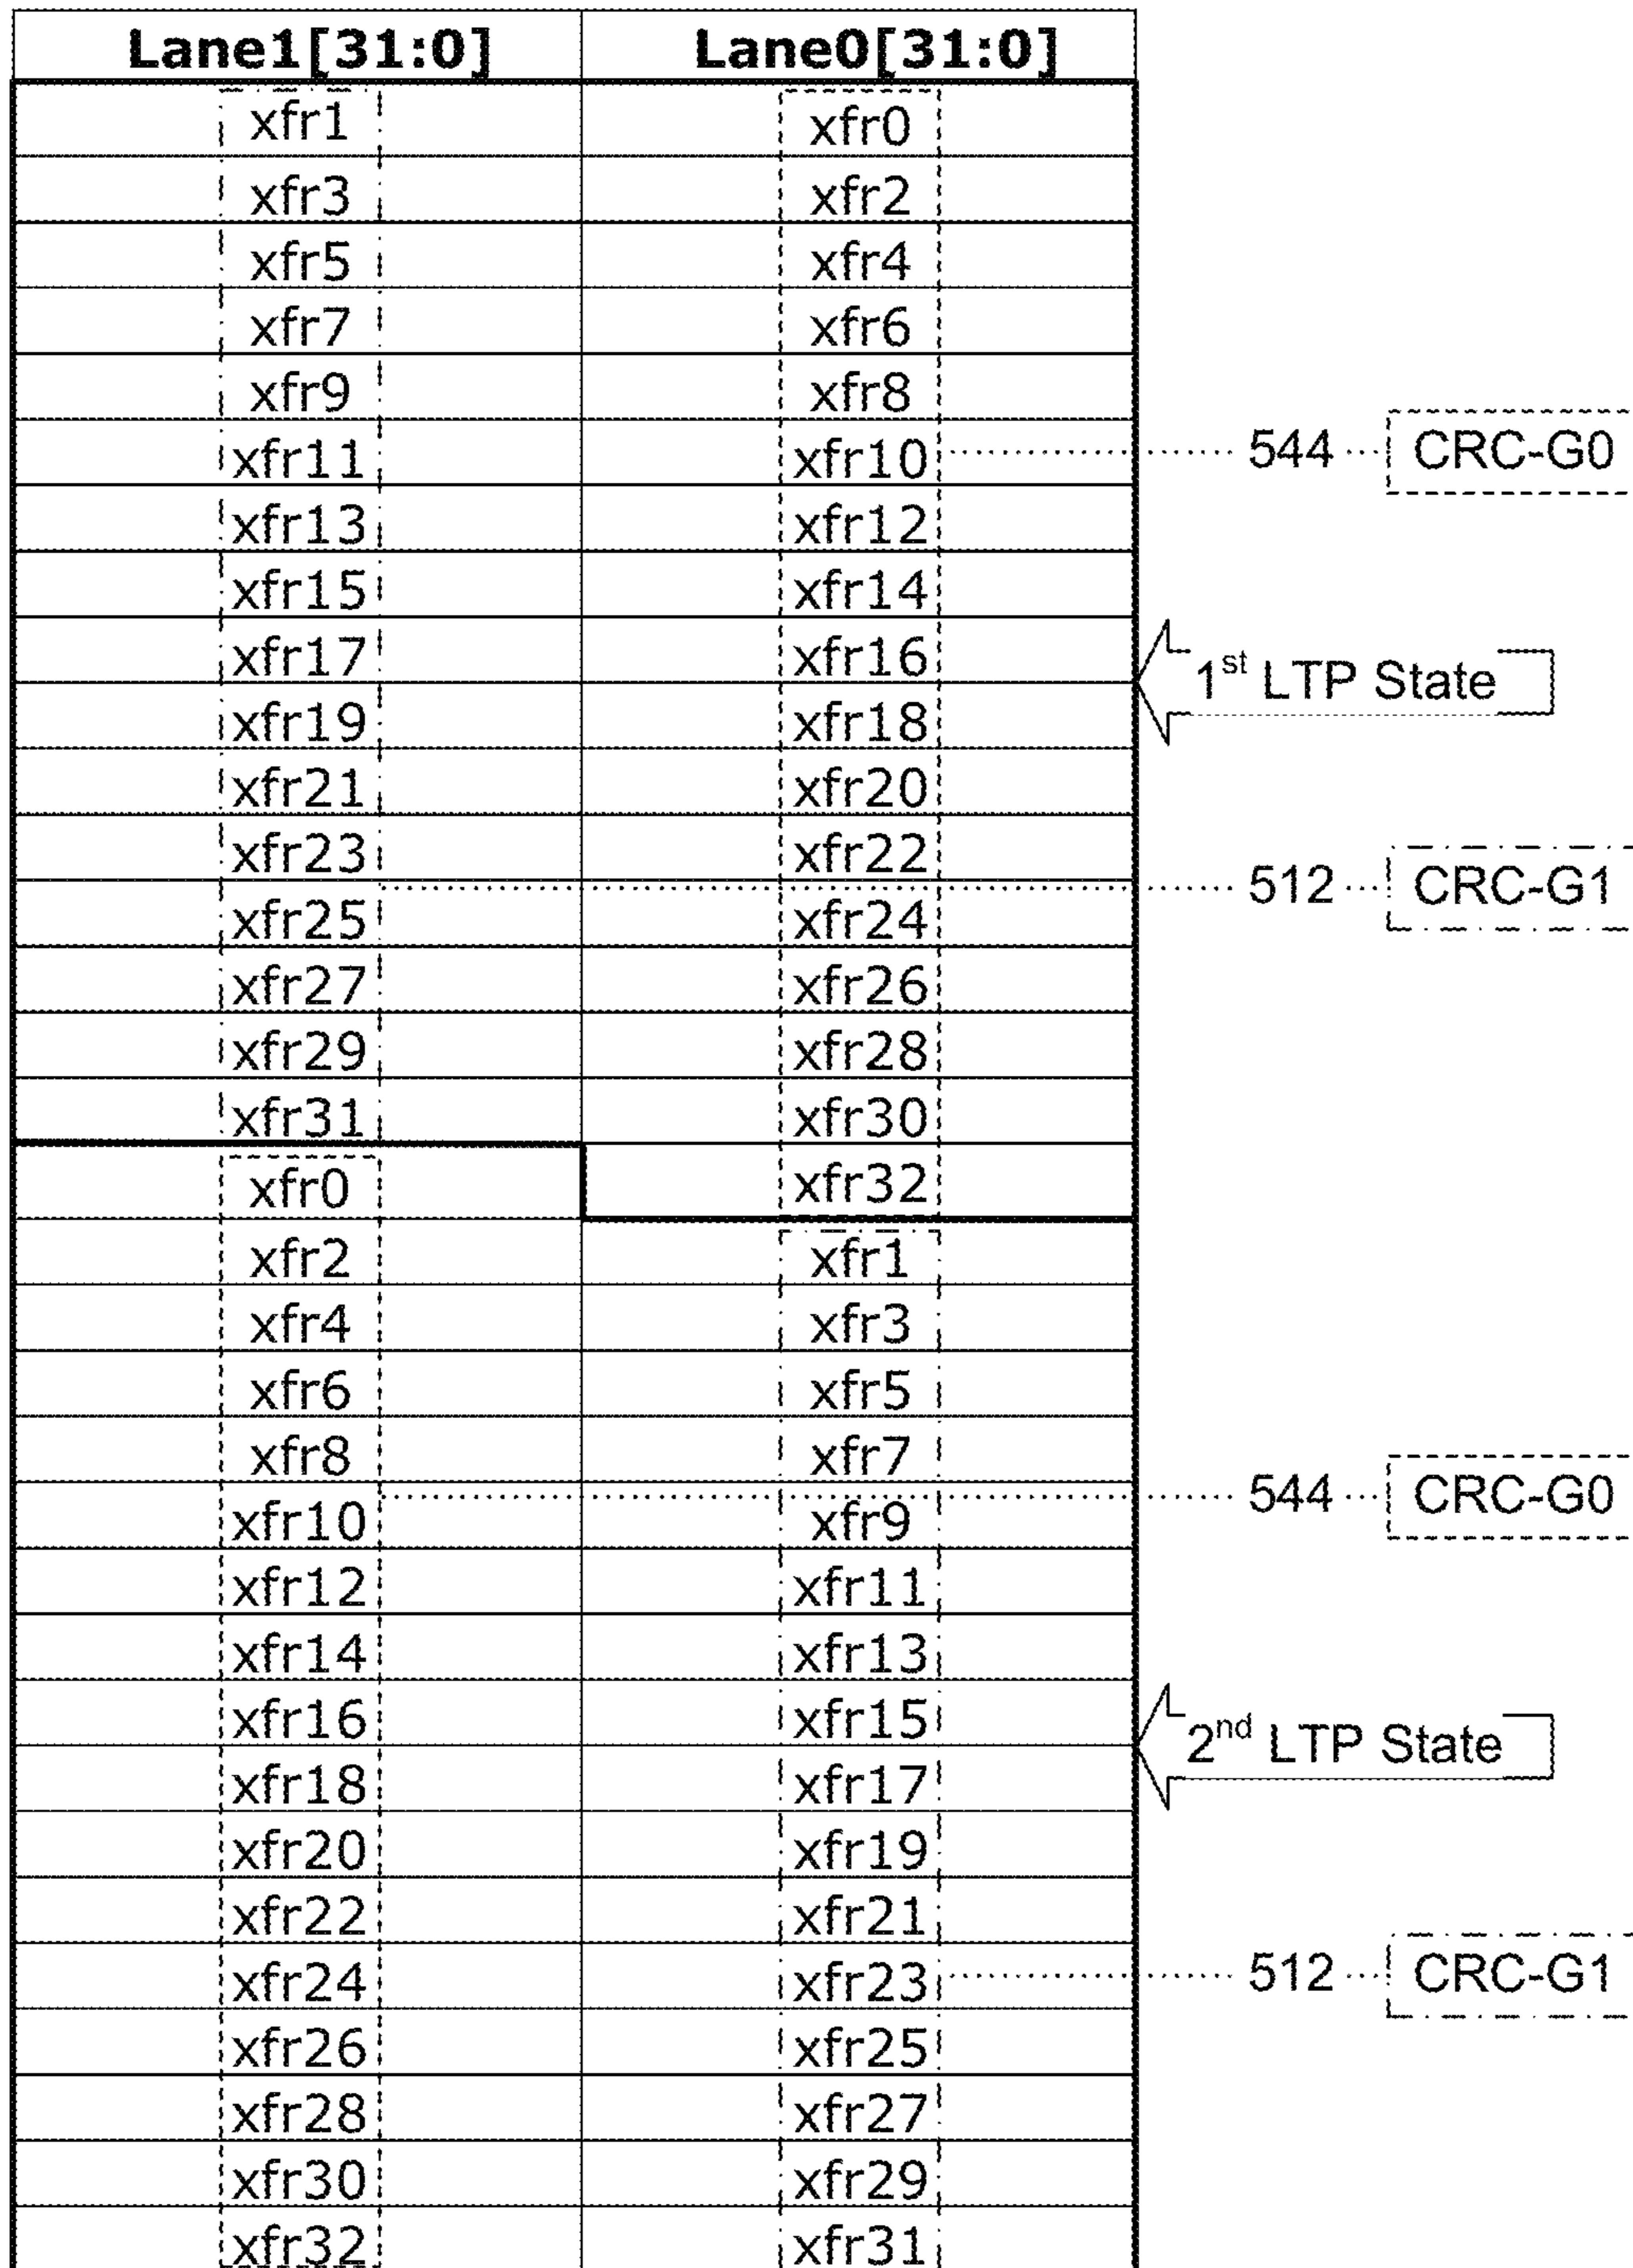 Lane1[31:0] Lane0[31:0]
xfr1 xfr0
xfr3 xfr2
xfr5 xfr4
xfr7 xfr6
xfr9 xfr8
xfr11 xfr10 544 CRC-G0
xfr13 xfr12
xfr15 xfr14
xfr17 xfr16 1st LTP State
xfr19 xfr18
xfr21 xfr20
xfr23 xfr22 512 CRC-G1
xfr25 xfr24
xfr27 xfr26
xfr29 xfr28
xfr31 xfr30
xfr0 xfr32
xfr2 xfr1
xfr4 xfr3
xfr6 xfr5
xfr8 xfr7
xfr10 xfr9 544 CRC-G0
xfr12 xfr11
xfr14 xfr13
xfr16 xfr15 2nd LTP State
xfr18 xfr17
xfr20 xfr19
xfr22 xfr21
xfr24 xfr23 512 CRC-G1
xfr26 xfr25
xfr28 xfr27
xfr30 xfr29
xfr32 xfr31